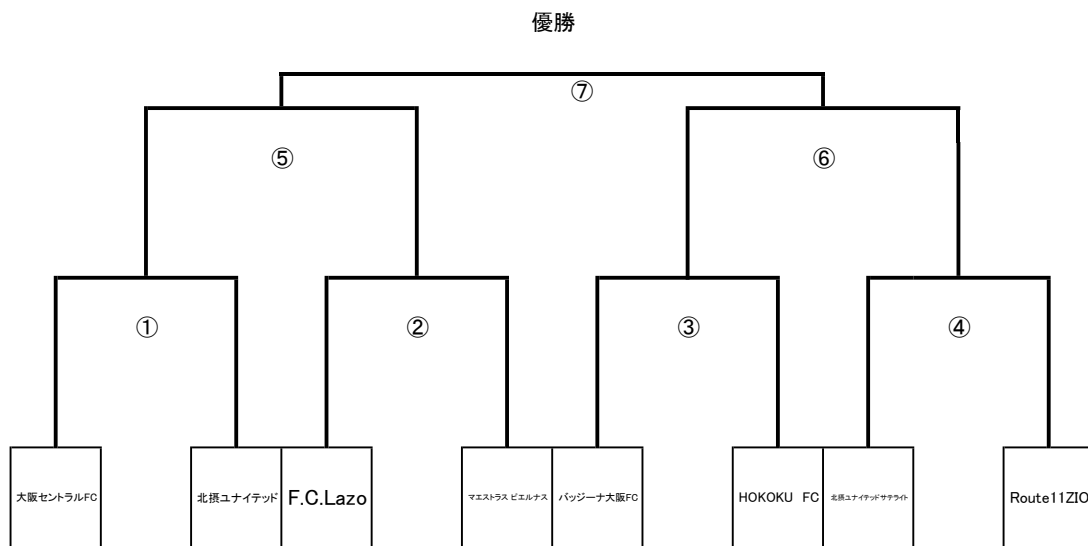 優勝
⑦
⑤
⑥
①
②
③
④
大阪セントラルFC
北摂ユナイテッド
F.C.Lazo
マエストラス ビエルナス
バッジーナ大阪FC
HOKOKU FC
北摂ユナイテッドサテライト
Route11ZIO